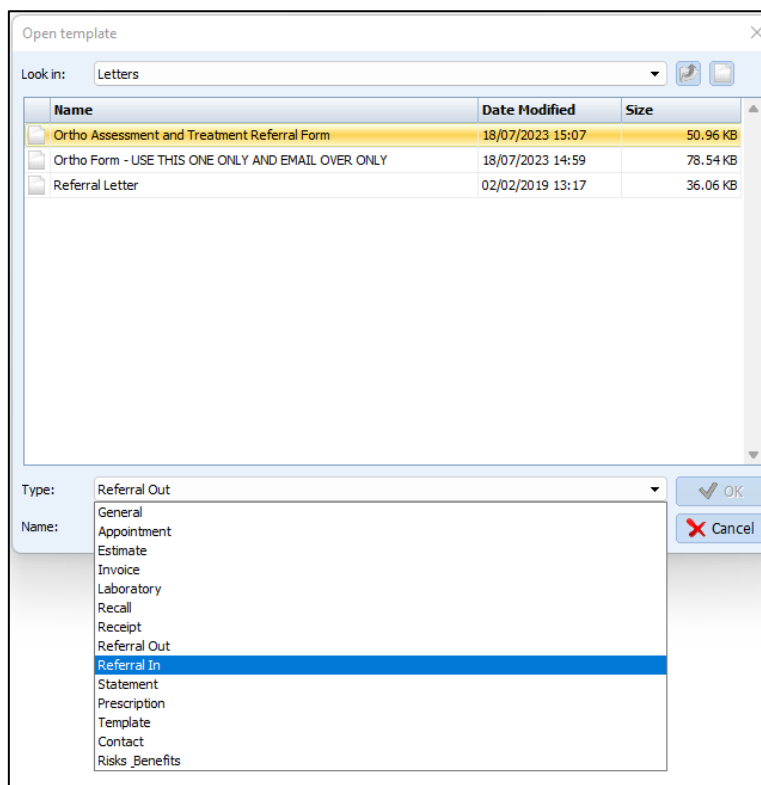 Open template
Look in: Letters
Name Date Modified Size
Ortho Assessment and Treatment Referral Form 18/07/2023 15:07 50.96 KB
Ortho Form - USE THIS ONE ONLY AND EMAIL OVER ONLY 18/07/2023 14:59 78.54 KB
Referral Letter 02/02/2019 13:17 36.06 KB
Type: Referral Out OK
General
Name: Cancel
Appointment
Estimate
Invoice
Laboratory
Recall
Receipt
Referral Out
Referral In
Statement
Prescription
Template
Contact
Risks_Benefits